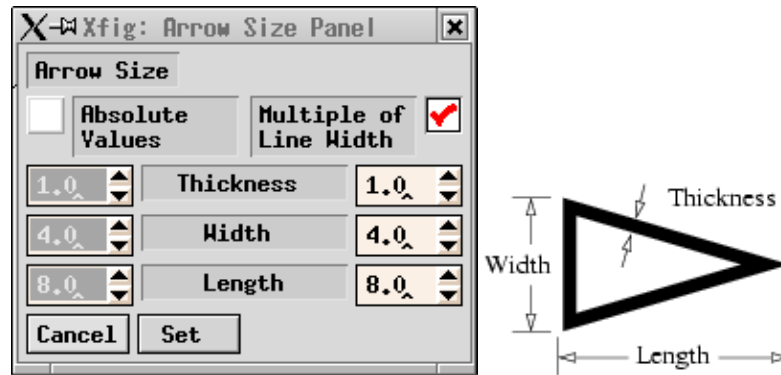 Xfig: Arrow Size Panel
Arrow Size
Absolute Values
Multiple of Line Width
1.0 Thickness 1.0
4.0 Width 4.0
8.0 Length 8.0
Cancel Set
Thickness
Width
Length